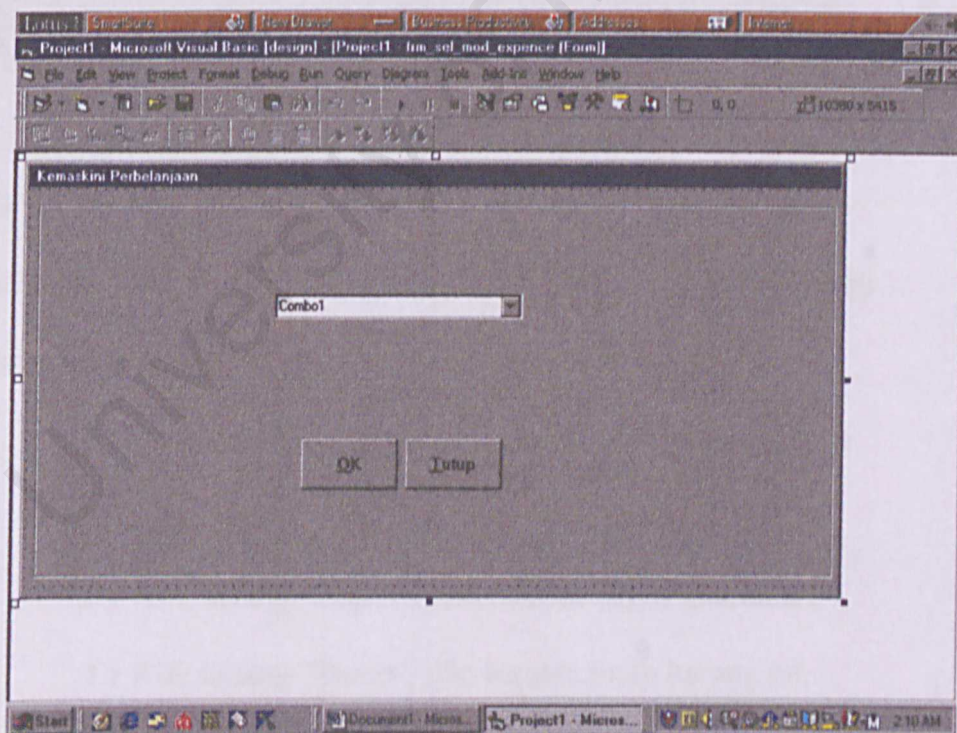 Lotus SmartSuite New Drawer Business Productivity Addresses Internet
Project1 - Microsoft Visual Basic [design] - [Project1 - frm_sel_mod_expence (Form)]
File Edit View Project Format Debug Run Query Diagram Tools Add-Ins Window Help
0, 0 10380 x 5415
Kemaskini Perbelanjaan
Combo1
OK Tutup
University
Start Document1 - Micros... Project1 - Micros... 2:10 AM